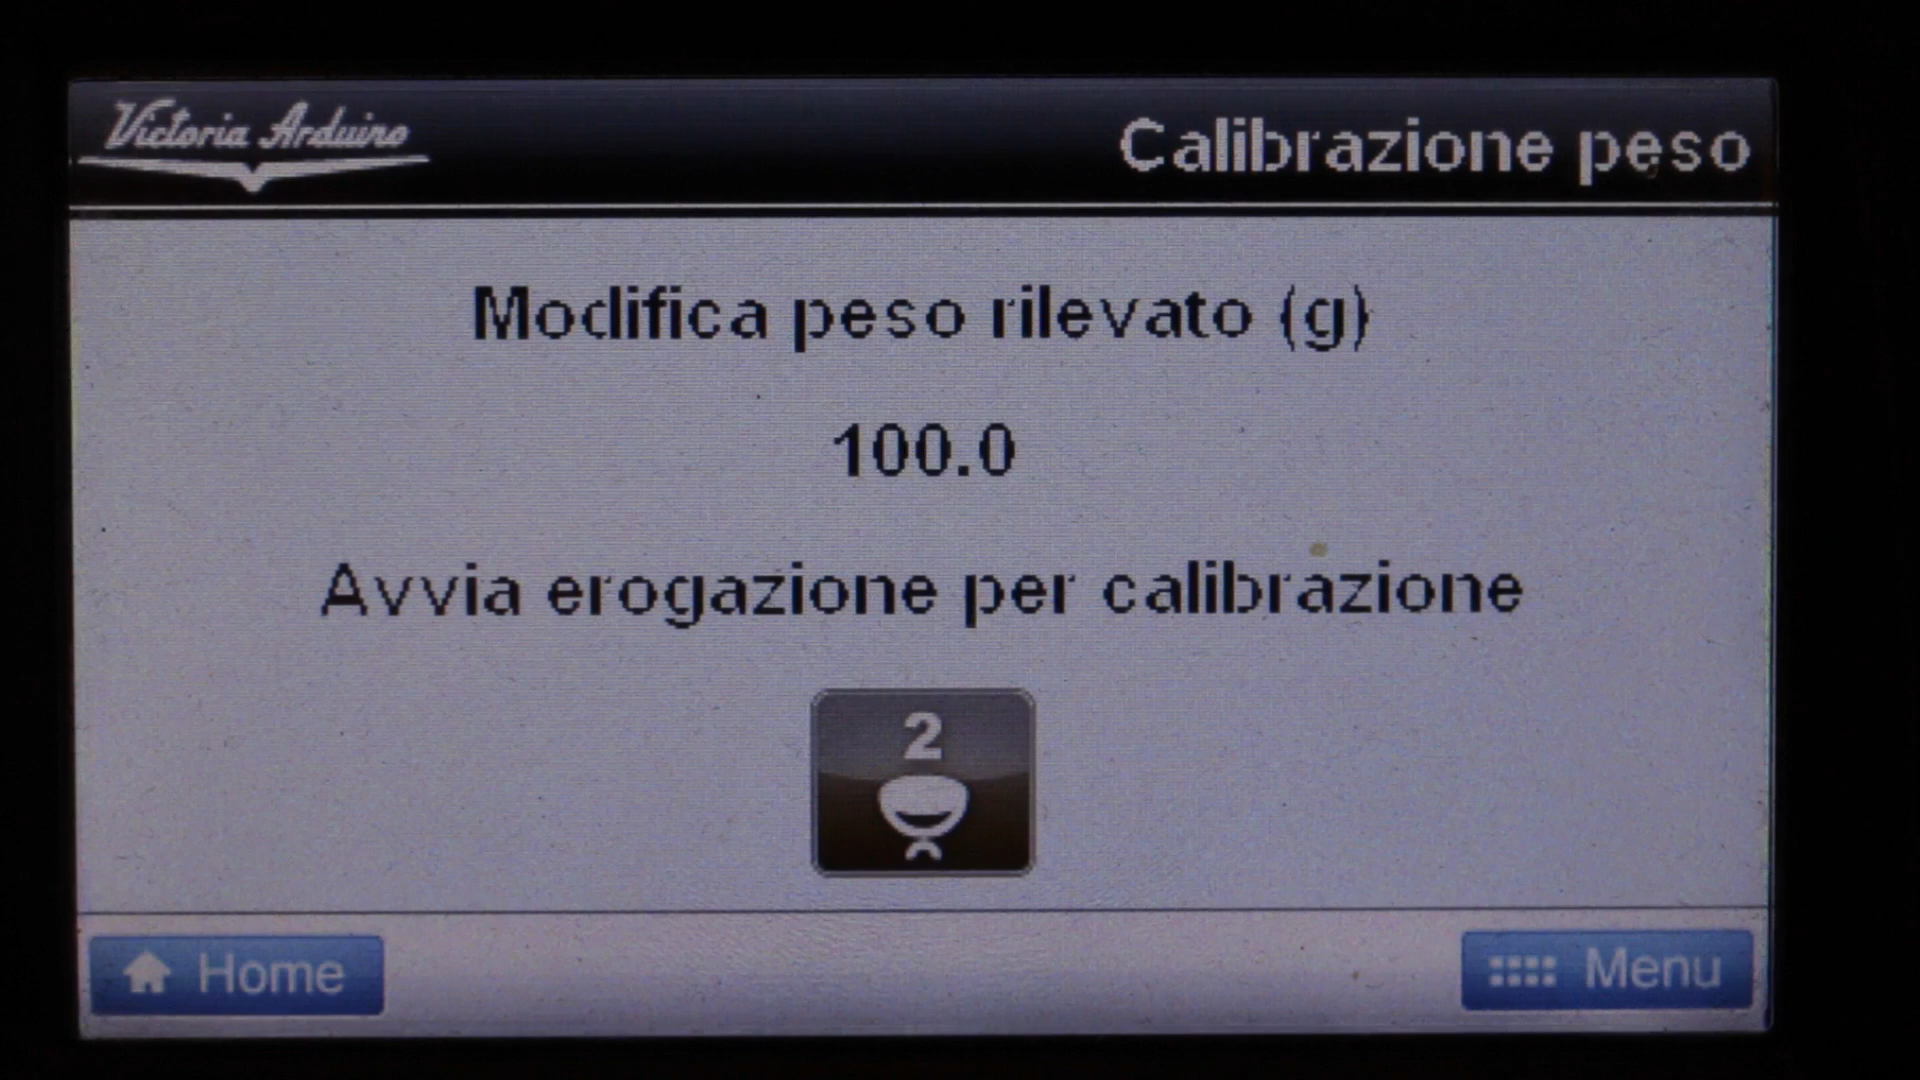 Victoria Arduino
Calibrazione peso
Modifica peso rilevato (g)
100.0
Avvia erogazione per calibrazione
2
Home
Menu